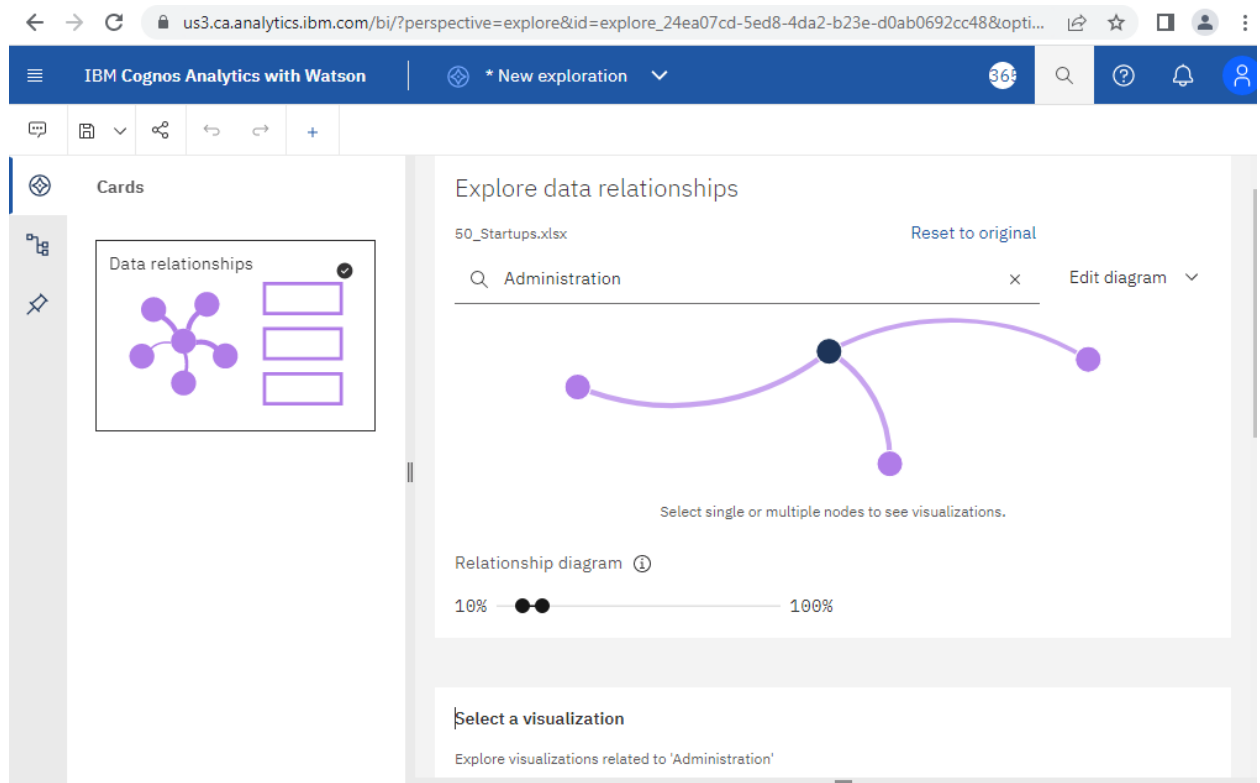 us3.ca.analytics.ibm.com/bi/?perspective=explore&id=explore_24ea07cd-5ed8-4da2-b23e-d0ab0692cc48&opti...
IBM Cognos Analytics with Watson
* New exploration
365
Cards
Data relationships
Explore data relationships
50_Startups.xlsx
Reset to original
Administration
Edit diagram
Select single or multiple nodes to see visualizations.
Relationship diagram
10%
100%
Select a visualization
Explore visualizations related to 'Administration'